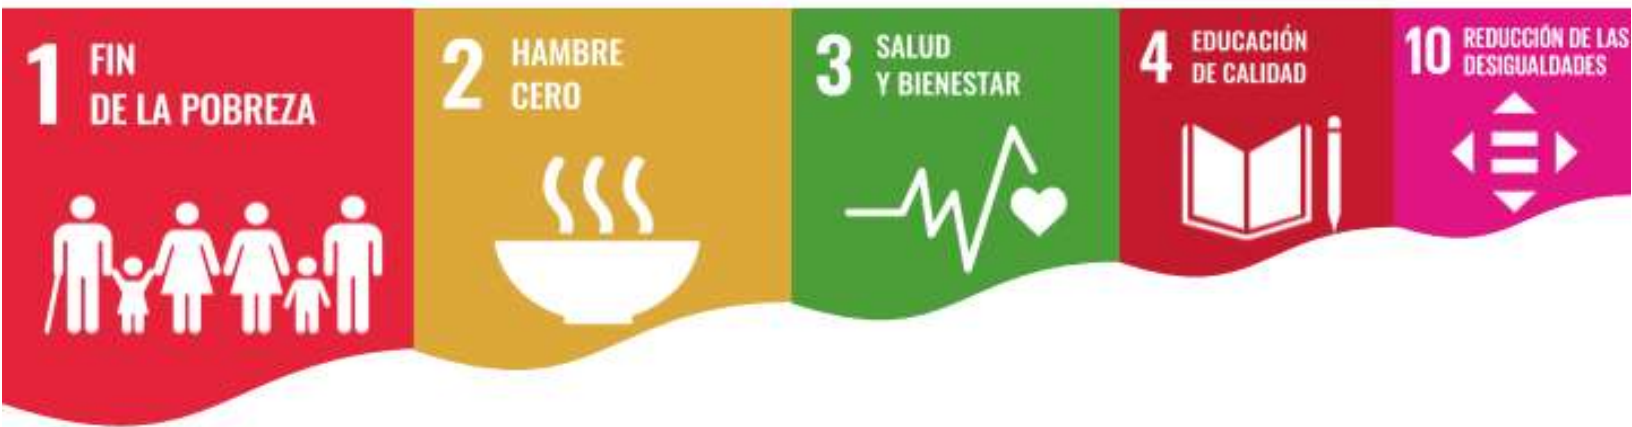 1 FIN
DE LA POBREZA
2 HAMBRE
CERO
3 SALUD
Y BIENESTAR
4 EDUCACIÓN
DE CALIDAD
10 REDUCCIÓN DE LAS
DESIGUALDADES